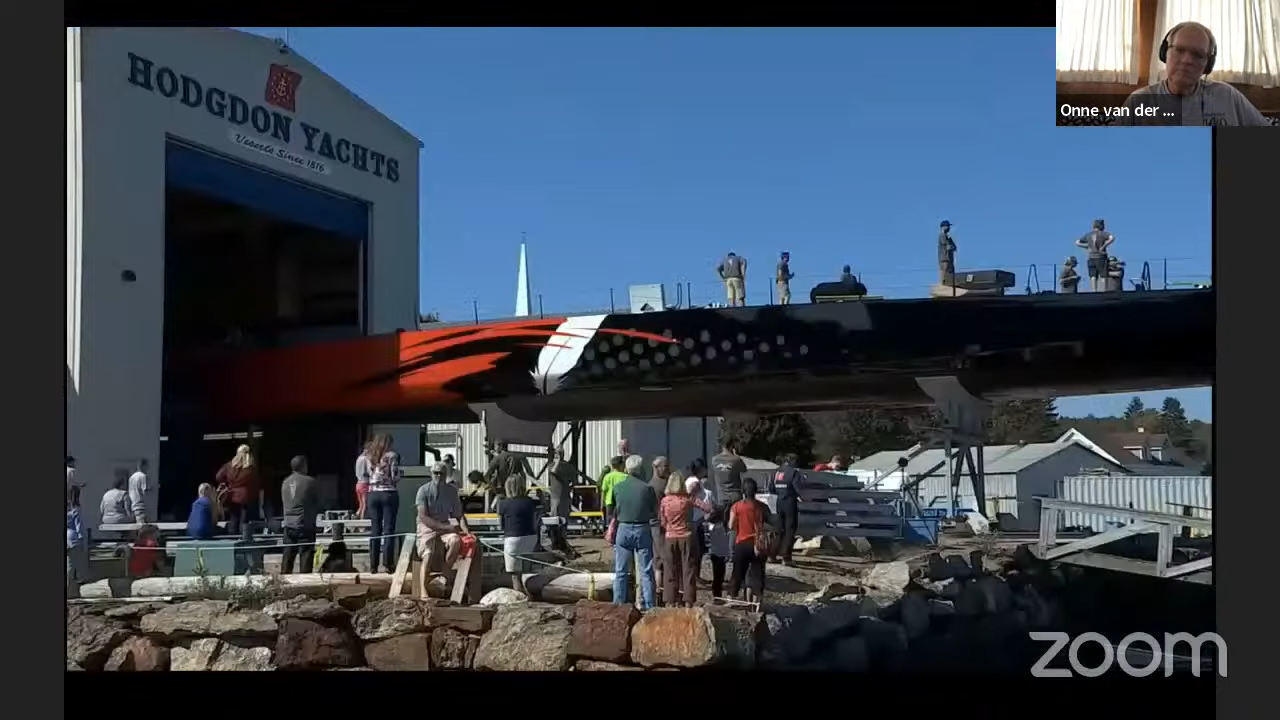 HODGDON YACHTS
Vessels Since 1816
Onne van der ...
zoom